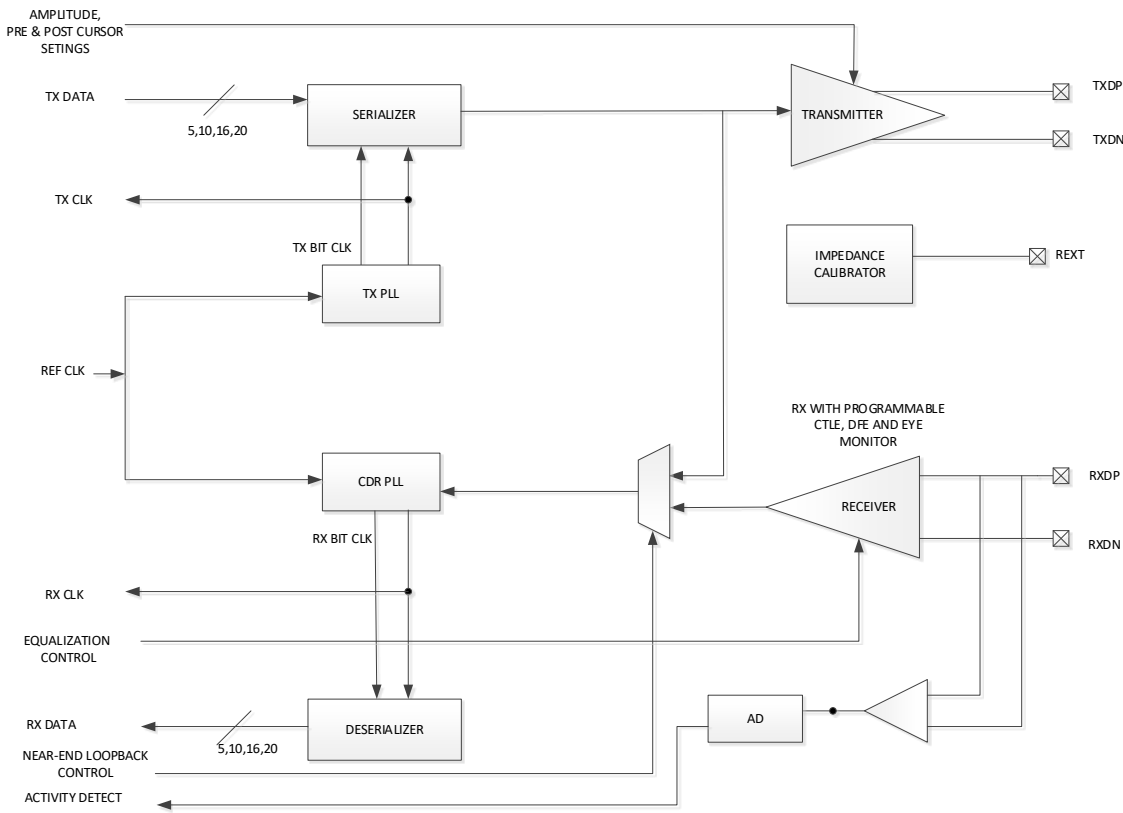 AMPLITUDE,
PRE & POST CURSOR
SETINGS
TX DATA
5,10,16,20
SERIALIZER
TRANSMITTER
TXDP
TXDN
TX CLK
TX BIT CLK
TX PLL
IMPEDANCE
CALIBRATOR
REXT
REF CLK
RX WITH PROGRAMMABLE
CTLE, DFE AND EYE
MONITOR
CDR PLL
RECEIVER
RXDP
RXDN
RX BIT CLK
RX CLK
EQUALIZATION
CONTROL
RX DATA
5,10,16,20
DESERIALIZER
AD
NEAR-END LOOPBACK
CONTROL
ACTIVITY DETECT